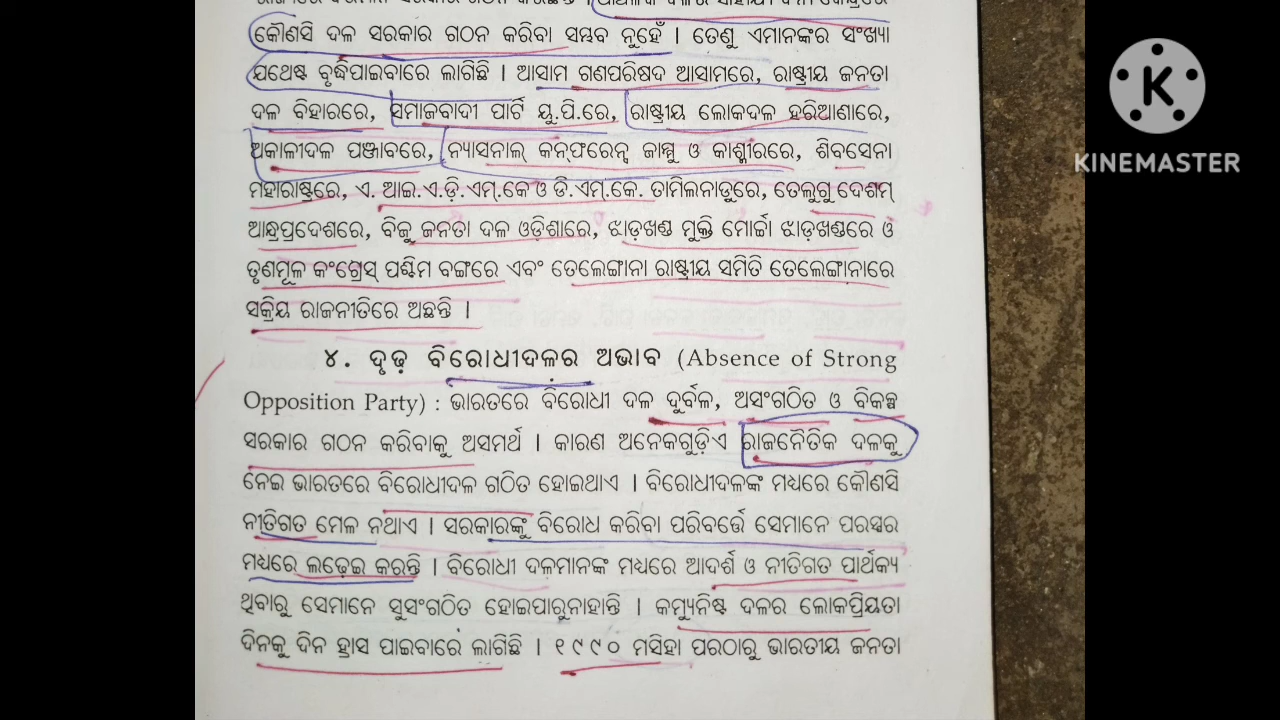 କୌଣସି ଦଳ ସରକାର ଗଠନ କରିବା ସମ୍ଭବ ନୁହେଁ । ତେଣୁ ଏମାନଙ୍କର ସଂଖ୍ୟା
ଯଥେଷ୍ଟ ବୃଦ୍ଧିପାଇବାରେ ଲାଗିଛି । ଆସାମ ଗଣପରିଷଦ ଆସାମରେ, ରାଷ୍ଟ୍ରୀୟ ଜନତା
ଦଳ ବିହାରରେ, ସମାଜବାଦୀ ପାର୍ଟି ୟୁ.ପି.ରେ, ରାଷ୍ଟ୍ରୀୟ ଲୋକଦଳ ହରିଆଣାରେ,
ଅକାଳୀଦଳ ପଞ୍ଜାବରେ, ନ୍ୟାସନାଲ୍ କନ୍‌ଫରେନ୍ସ ଜାମ୍ମୁ ଓ କାଶ୍ମୀରରେ, ଶିବସେନା
ମହାରାଷ୍ଟ୍ରରେ, ଏ. ଆଇ.ଏ.ଡ଼ି.ଏମ୍.କେ ଓ ଡି.ଏମ୍.କେ. ତାମିଲନାଡୁରେ, ତେଲୁଗୁ ଦେଶମ୍
ଆନ୍ଧ୍ରପ୍ରଦେଶରେ, ବିଜୁ ଜନତା ଦଳ ଓଡ଼ିଶାରେ, ଝାଡ଼ଖଣ୍ଡ ମୁକ୍ତି ମୋର୍ଚ୍ଚା ଝାଡ଼ଖଣ୍ଡରେ ଓ
ତୃଣମୂଳ କଂଗ୍ରେସ୍ ପଶ୍ଚିମ ବଙ୍ଗରେ ଏବଂ ତେଲେଙ୍ଗାନା ରାଷ୍ଟ୍ରୀୟ ସମିତି ତେଲେଙ୍ଗାନାରେ
ସକ୍ରିୟ ରାଜନୀତିରେ ଅଛନ୍ତି ।
୪. ଦୃଢ଼ ବିରୋଧୀଦଳର ଅଭାବ (Absence of Strong
Opposition Party) : ଭାରତରେ ବିରୋଧୀ ଦଳ ଦୁର୍ବଳ, ଅସଂଗଠିତ ଓ ବିକଳ୍ପ
ସରକାର ଗଠନ କରିବାକୁ ଅସମର୍ଥ । କାରଣ ଅନେକଗୁଡ଼ିଏ ରାଜନୈତିକ ଦଳକୁ
ନେଇ ଭାରତରେ ବିରୋଧୀଦଳ ଗଠିତ ହୋଇଥାଏ । ବିରୋଧୀଦଳଙ୍କ ମଧ୍ୟରେ କୌଣସି
ନୀତିଗତ ମେଳ ନଥାଏ । ସରକାରଙ୍କୁ ବିରୋଧ କରିବା ପରିବର୍ତ୍ତେ ସେମାନେ ପରସ୍ପର
ମଧ୍ୟରେ ଲଢ଼େଇ କରନ୍ତି । ବିରୋଧୀ ଦଳମାନଙ୍କ ମଧ୍ୟରେ ଆଦର୍ଶ ଓ ନୀତିଗତ ପାର୍ଥକ୍ୟ
ଥିବାରୁ ସେମାନେ ସୁସଂଗଠିତ ହୋଇପାରୁନାହାନ୍ତି । କମ୍ୟୁନିଷ୍ଟ ଦଳର ଲୋକପ୍ରିୟତା
ଦିନକୁ ଦିନ ହ୍ରାସ ପାଇବାରେ ଲାଗିଛି । ୧୯୯୦ ମସିହା ପରଠାରୁ ଭାରତୀୟ ଜନତା
K
KINEMASTER